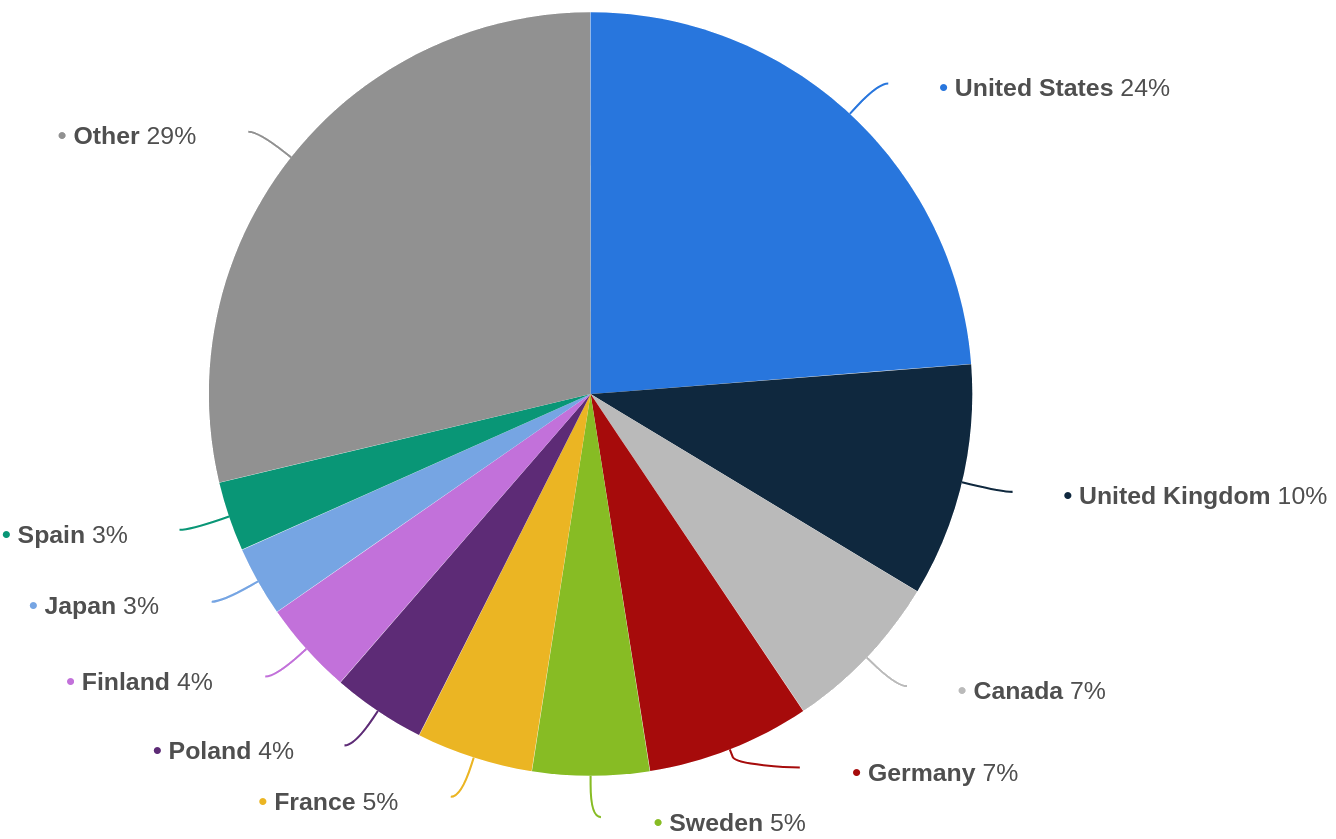 United States 24%
Other 29%
United Kingdom 10%
Spain 3%
Japan 3%
Finland 4%
Canada 7%
Poland 4%
Germany 7%
France 5%
Sweden 5%